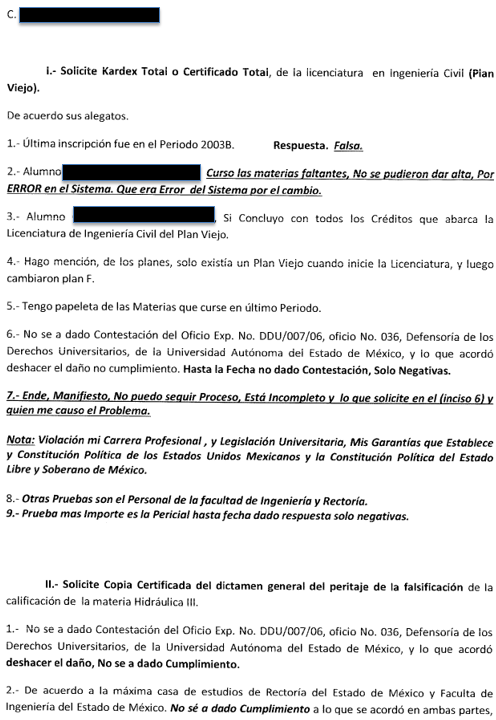 C.
I.- Solicite Kardex Total o Certificado Total, de la licenciatura en ingeniería Civil (Plan
Viejo).
De acuerdo sus alegatos.
1.- Última inscripción fue en el Periodo 2003B. Respuesta. Falsa.
2.- Alumno Curso las materias faltantes, No se pudieron dar alta, Por
ERROR en el Sistema. Que era Error del Sistema por el cambio.
3.- Alumno Si Concluyo con todos los Créditos que abarca la
Licenciatura de Ingeniería Civil del Plan Viejo.
4.- Hago mención, de los planes, solo existía un Plan Viejo cuando inicie la Licenciatura, y luego
cambiaron plan F.
5.- Tengo papeleta de las Materias que curse en último Periodo.
6.- No se a dado Contestación del Oficio Exp. No. DDU/007/06, oficio No. 036, Defensoría de los
Derechos Universitarios, de la Universidad Autónoma del Estado de México, y lo que acordó
deshacer el daño no cumplimiento. Hasta la Fecha no dado Contestación, Solo Negativas.
7.- Ende, Manifiesto, No puedo seguir Proceso, Está Incompleto y lo que solicite en el (inciso 6) y
quien me causo el Problema.
Nota: Violación mi Carrera Profesional , y Legislación Universitaria, Mis Garantías que Establece
y Constitución Política de los Estados Unidos Mexicanos y la Constitución Política del Estado
Libre y Soberano de México.
8.- Otras Pruebas son el Personal de la facultad de Ingeniería y Rectoría.
9.- Prueba mas Importe es la Pericial hasta fecha dado respuesta solo negativas.
II.- Solicite Copia Certificada del dictamen general del peritaje de la falsificación de la
calificación de la materia Hidráulica III.
1.- No se a dado Contestación del Oficio Exp. No. DDU/007/06, oficio No. 036, Defensoría de los
Derechos Universitarios, de la Universidad Autónoma del Estado de México, y lo que acordó
deshacer el daño, No se a dado Cumplimiento.
2.- De acuerdo a la máxima casa de estudios de Rectoría del Estado de México y Faculta de
Ingeniería del Estado de México. No sé a dado Cumplimiento a lo que se acordó en ambas partes,